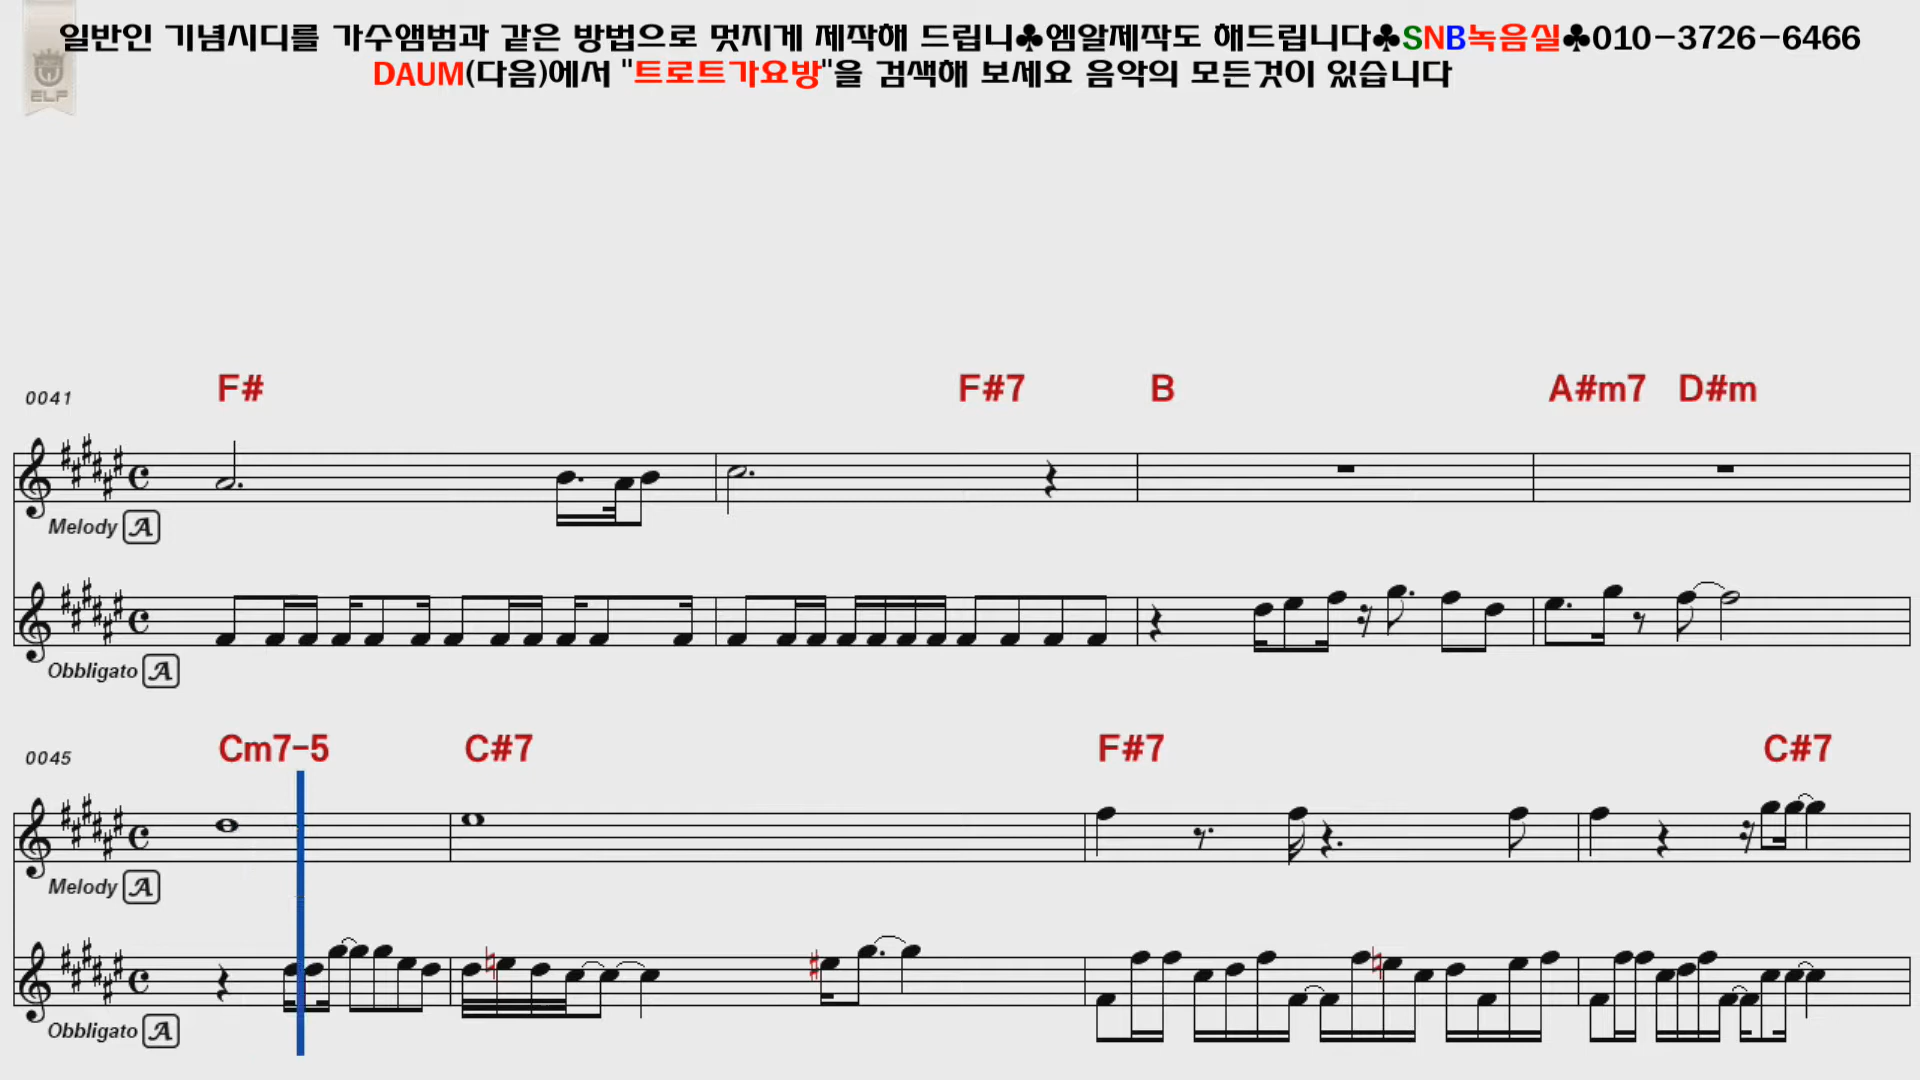 일반인 기념시디를 가수앨범과 같은 방법으로 멋지게 제작해 드립니♣엠알제작도 해드립니다♣SNB녹음실♣010-3726-6466
DAUM(다음)에서 "트로트가요방"을 검색해 보세요 음악의 모든것이 있습니다
ELF
0041 F# F#7 B A#m7 D#m
Melody A
Obbligato A
0045 Cm7-5 C#7 F#7 C#7
Melody A
Obbligato A